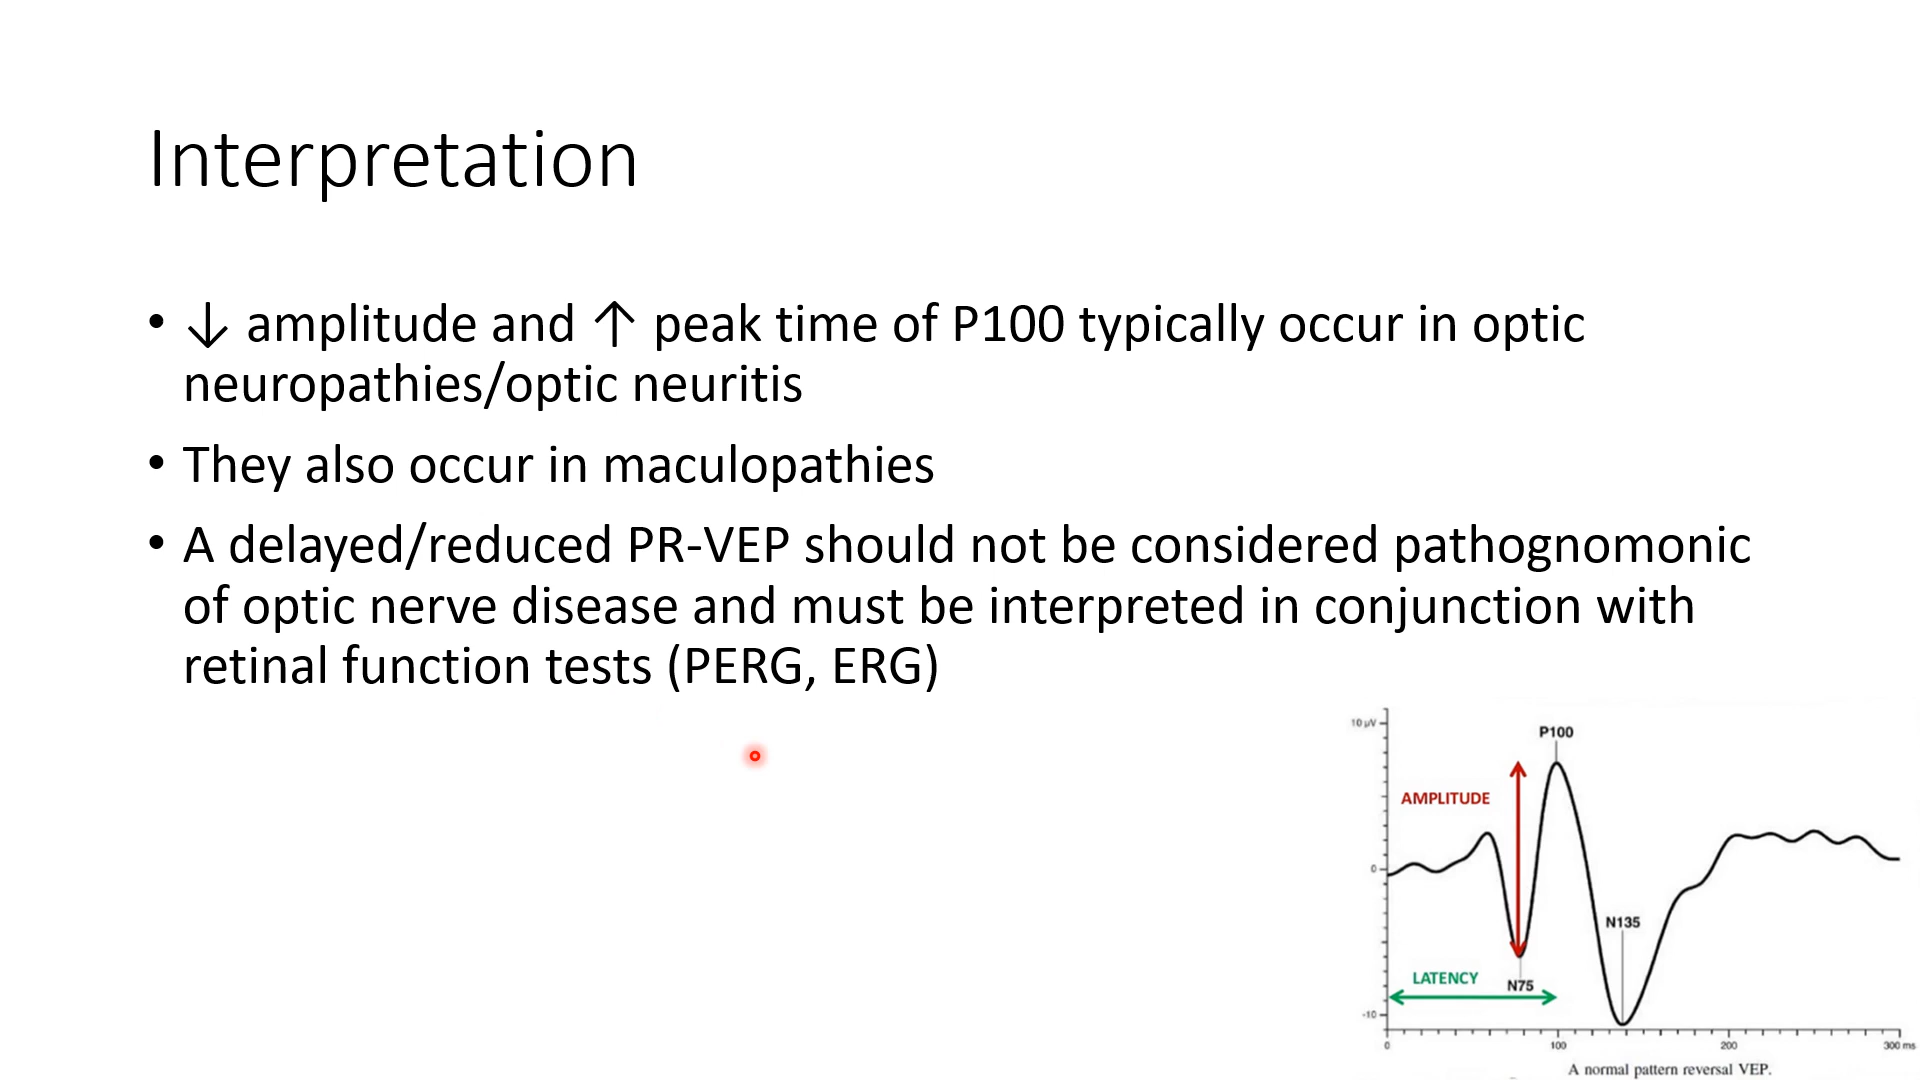 Interpretation
• ↓ amplitude and ↑ peak time of P100 typically occur in optic
neuropathies/optic neuritis
• They also occur in maculopathies
• A delayed/reduced PR-VEP should not be considered pathognomonic
of optic nerve disease and must be interpreted in conjunction with
retinal function tests (PERG, ERG)
10 µV
P100
AMPLITUDE
0
N135
LATENCY
N75
-10
0 100 200 300 ms
A normal pattern reversal VEP.